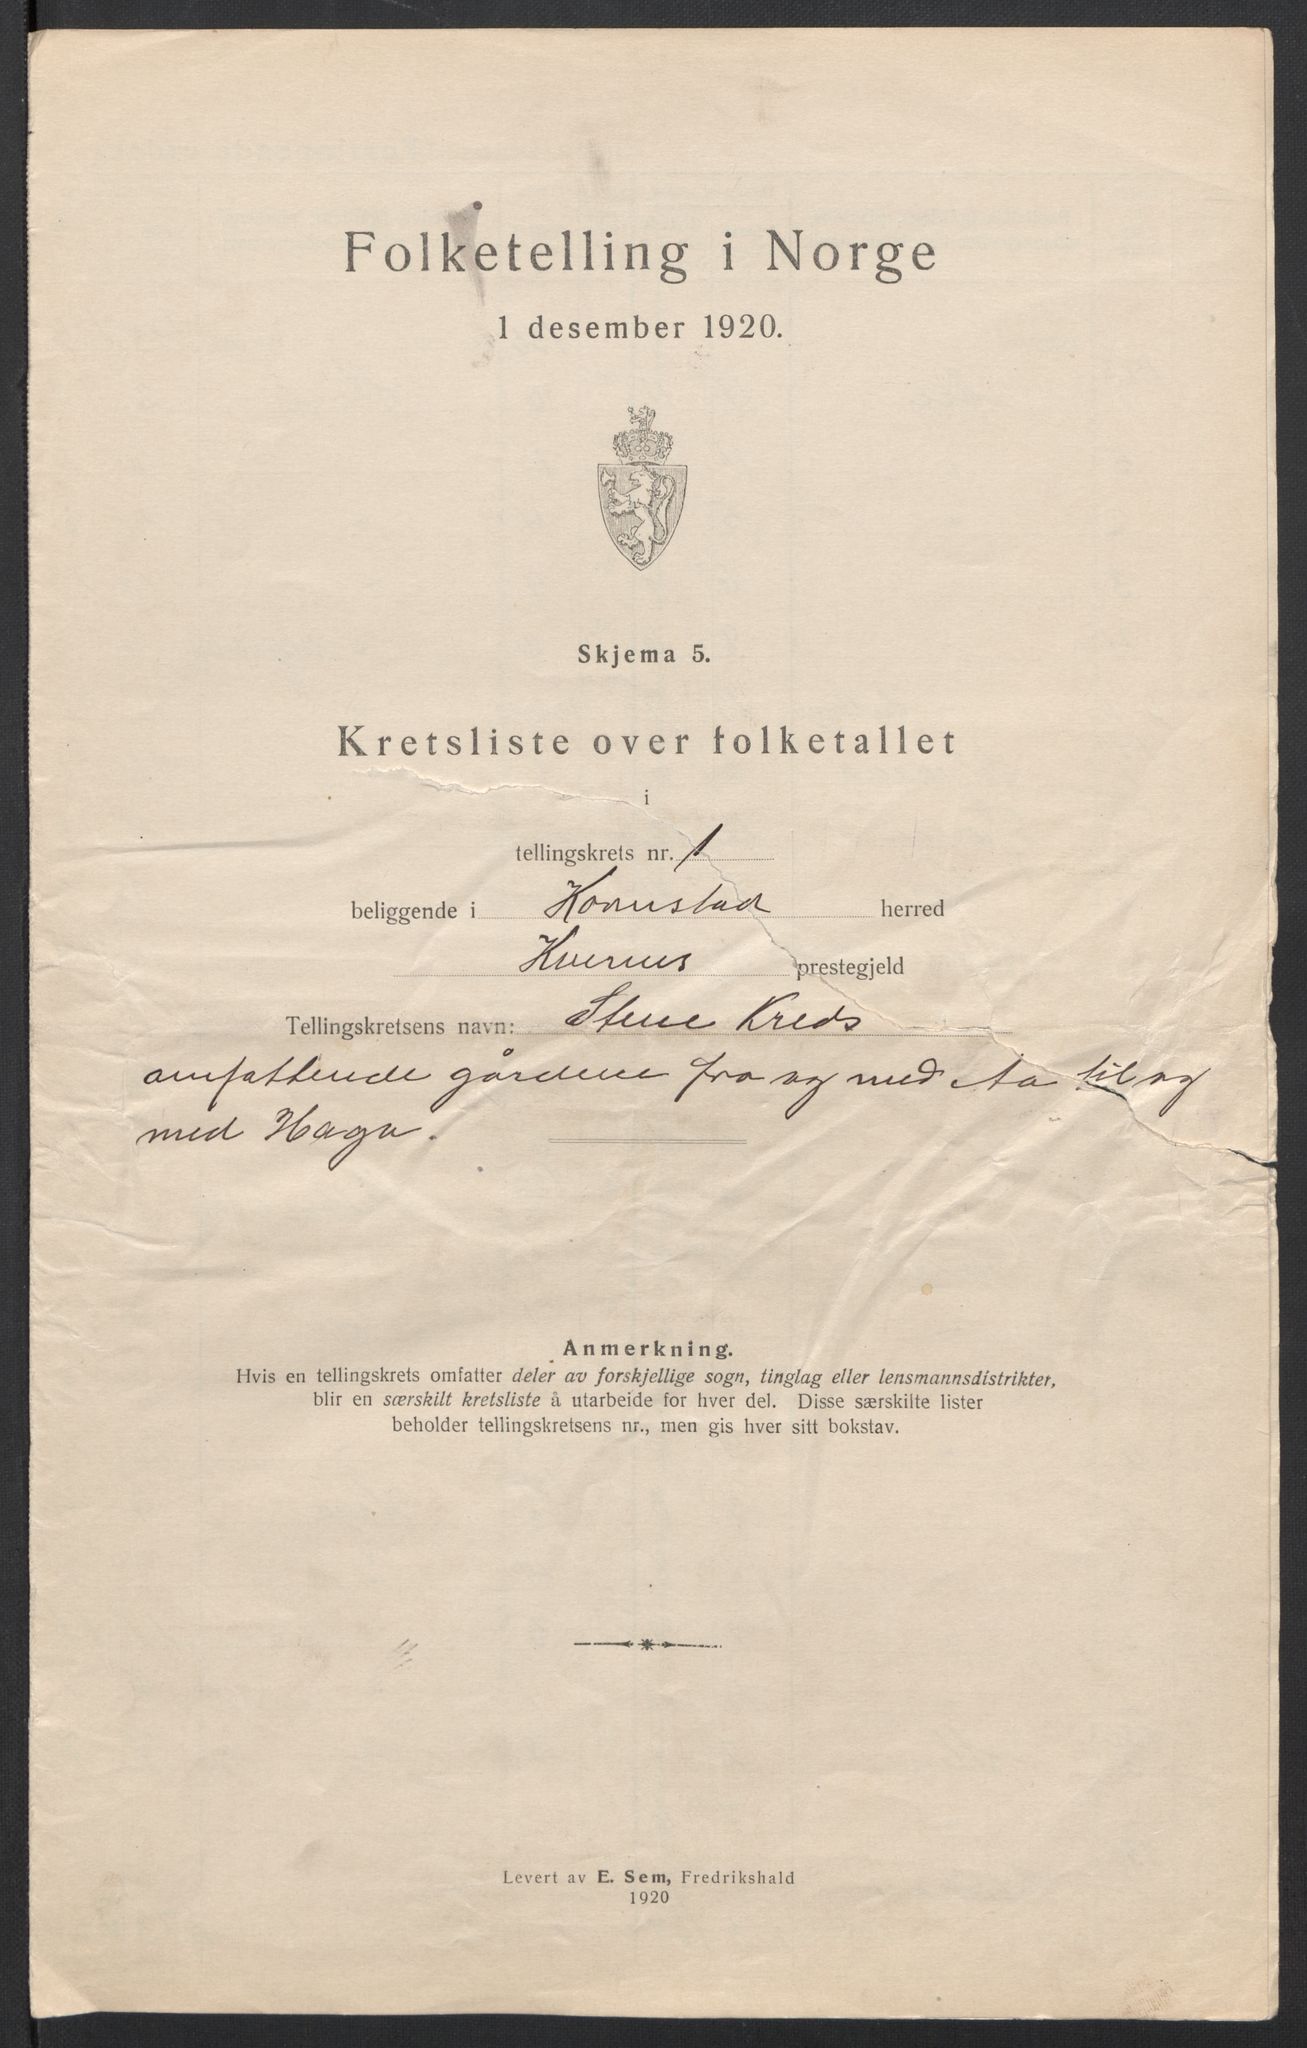 Folketelling i Norge
1 desember 1920.
Skjema 5.
Kretsliste over folketallet
i
tellingskrets nr. 1
beliggende i Kornstad herred
Kvernes prestegjeld
Tellingskretsens navn: Stene Kreds
omfattende gårdene fra og med Aa til og
med Haga.
Anmerkning.
Hvis en tellingskrets omfatter deler av forskjellige sogn, tinglag eller lensmannsdistrikter,
blir en særskilt kretsliste å utarbeide for hver del. Disse særskilte lister
beholder tellingskretsens nr., men gis hver sitt bokstav.
Levert av E. Sem, Fredrikshald
1920